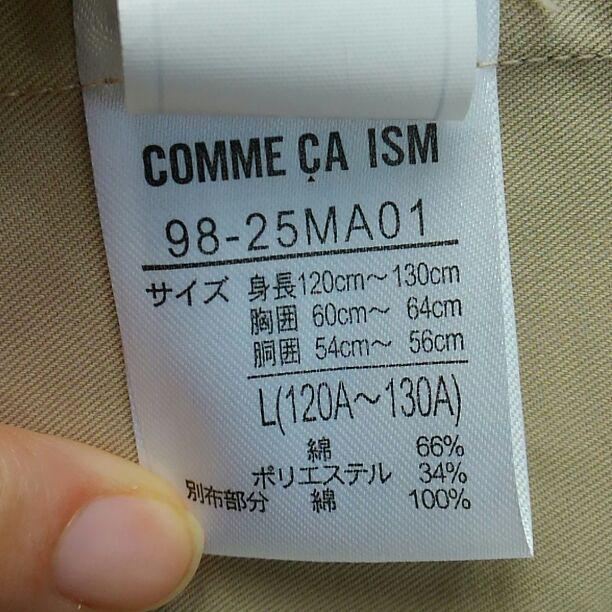 COMME ÇA ISM
98-25MA01
サイズ 身長120cm～130cm
胸囲 60cm～ 64cm
胴囲 54cm～ 56cm
L(120A～130A)
綿 66%
ポリエステル 34%
別布部分 綿 100%